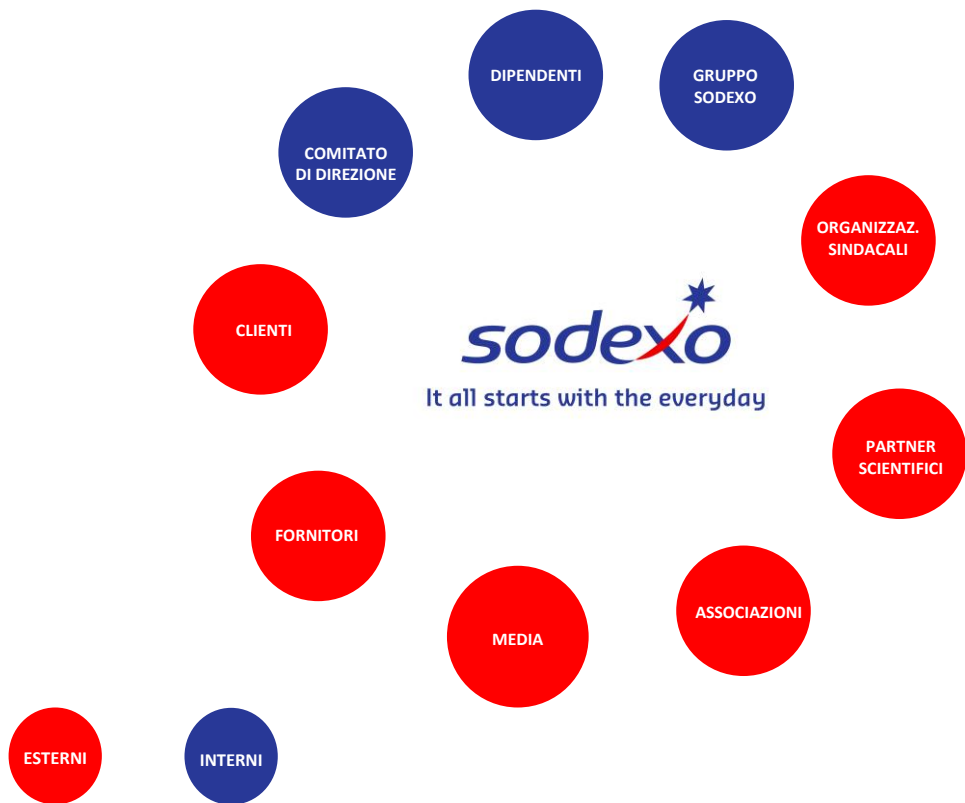 DIPENDENTI
GRUPPO
SODEXO
COMITATO
DI DIREZIONE
ORGANIZZAZ.
SINDACALI
CLIENTI
sodexo
It all starts with the everyday
PARTNER
SCIENTIFICI
FORNITORI
ASSOCIAZIONI
MEDIA
ESTERNI
INTERNI